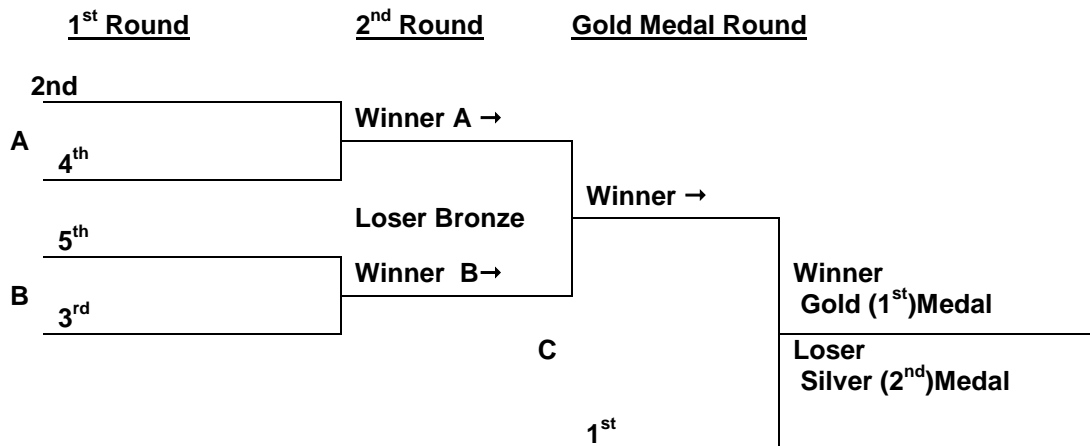 1st Round 2nd Round Gold Medal Round
2nd
Winner A →
A
4th
Winner →
Loser Bronze
5th
Winner B→
B
3rd
Winner
Gold (1st)Medal
C
Loser
Silver (2nd)Medal
1st